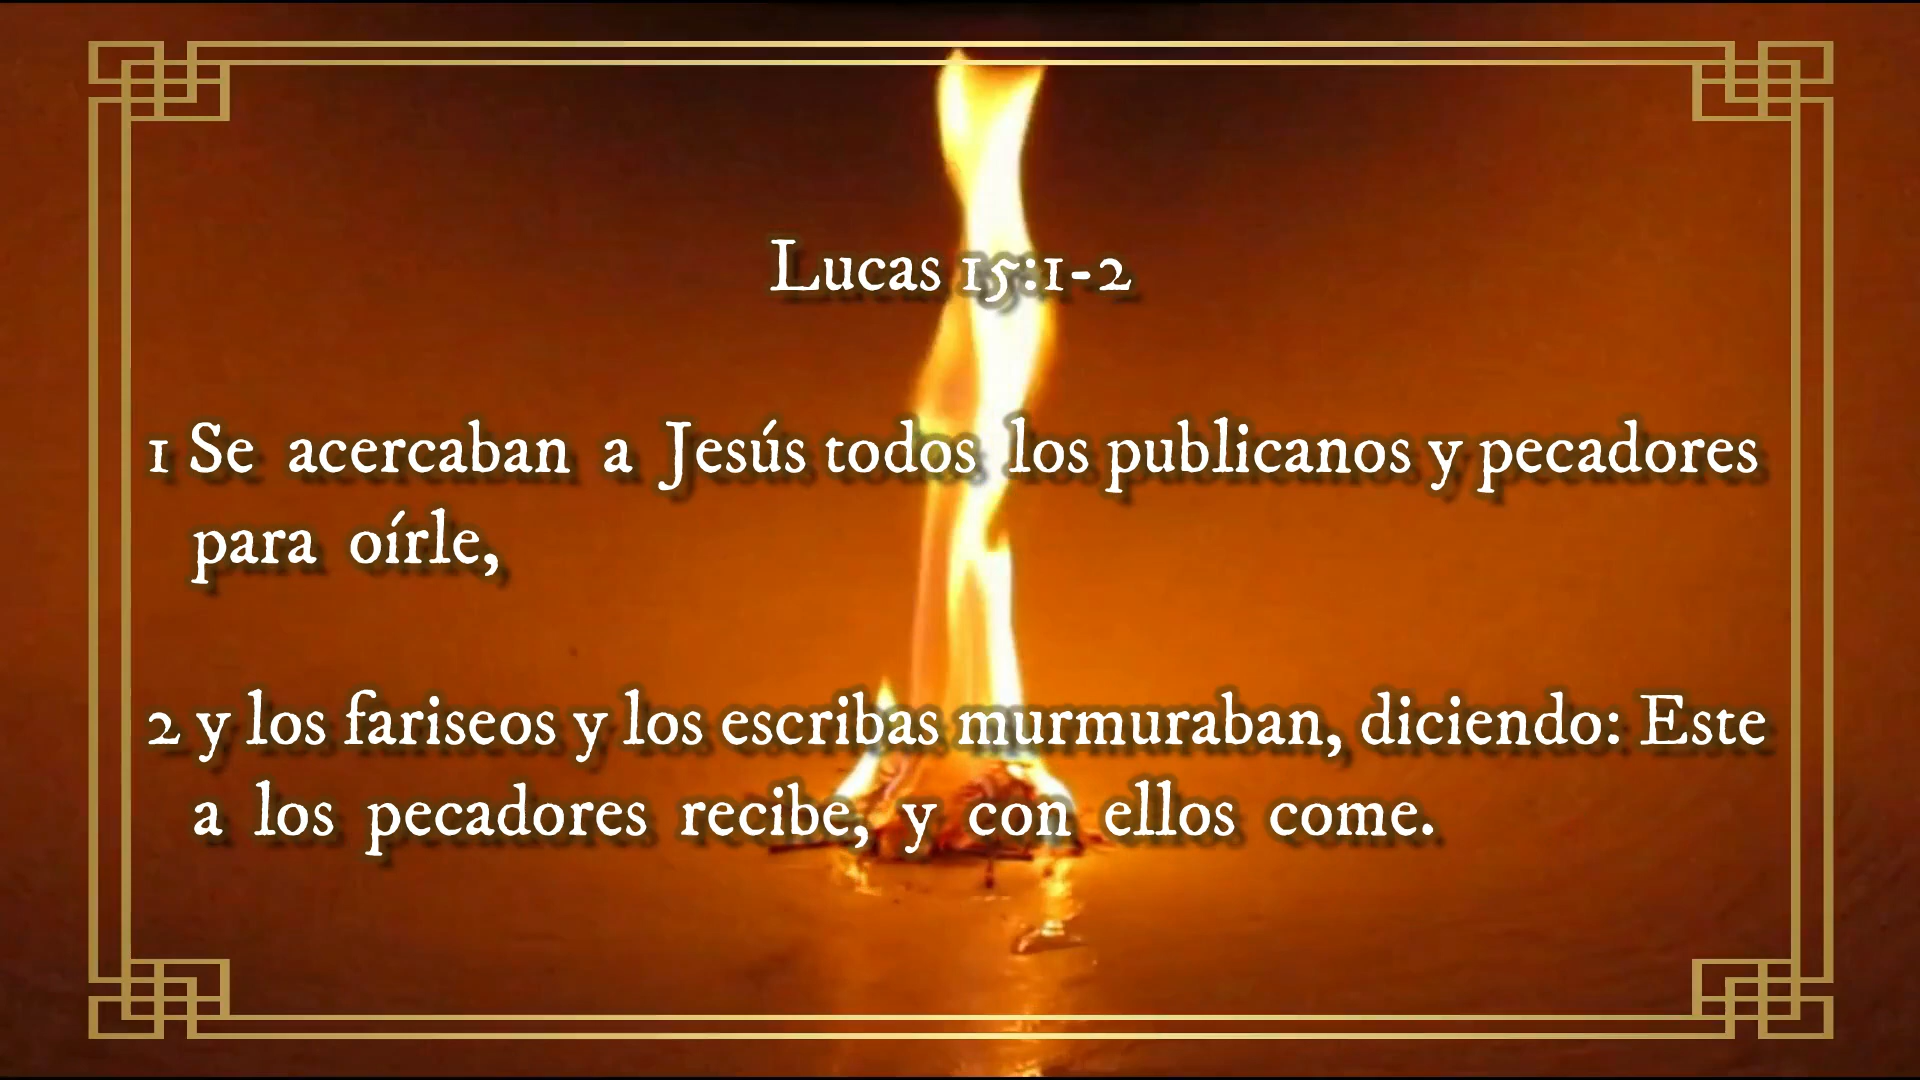 Lucas 15:1-2
1 Se acercaban a Jesús todos los publicanos y pecadores
para oírle,
2 y los fariseos y los escribas murmuraban, diciendo: Este
a los pecadores recibe, y con ellos come.